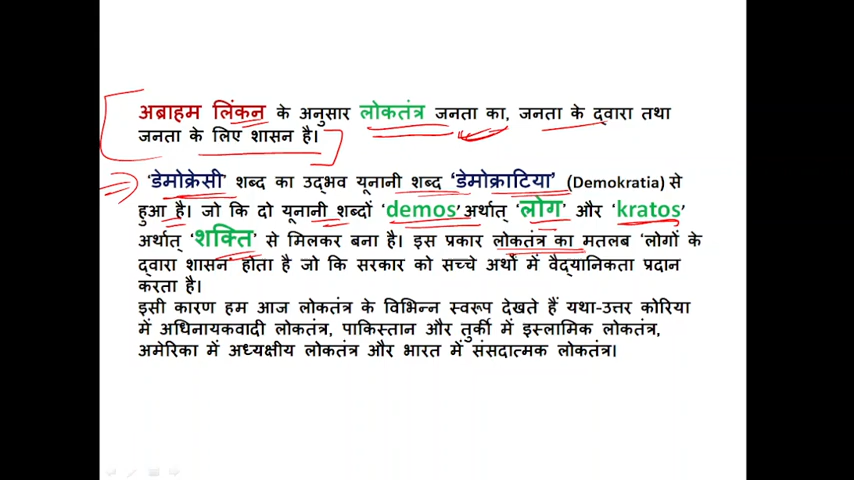 अब्राहम लिंकन के अनुसार लोकतंत्र जनता का, जनता के द्वारा तथा
जनता के लिए शासन है।
'डेमोक्रेसी' शब्द का उद्भव यूनानी शब्द 'डेमोक्राटिया' (Demokratia) से
हुआ है। जो कि दो यूनानी शब्दों 'demos' अर्थात् 'लोग' और 'kratos'
अर्थात् 'शक्ति' से मिलकर बना है। इस प्रकार लोकतंत्र का मतलब 'लोगों के
द्वारा शासन' होता है जो कि सरकार को सच्चे अर्थों में वैद्यानिकता प्रदान
करता है।
इसी कारण हम आज लोकतंत्र के विभिन्न स्वरूप देखते हैं यथा-उत्तर कोरिया
में अधिनायकवादी लोकतंत्र, पाकिस्तान और तुर्की में इस्लामिक लोकतंत्र,
अमेरिका में अध्यक्षीय लोकतंत्र और भारत में संसदात्मक लोकतंत्र।